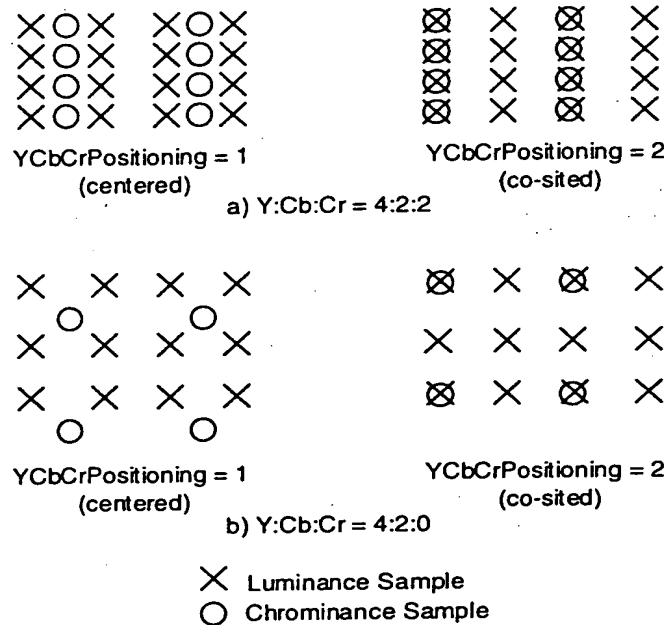 YCbCrPositioning = 1
(centered)
YCbCrPositioning = 2
(co-sited)
a) Y:Cb:Cr = 4:2:2
YCbCrPositioning = 1
(centered)
YCbCrPositioning = 2
(co-sited)
b) Y:Cb:Cr = 4:2:0
Luminance Sample
Chrominance Sample